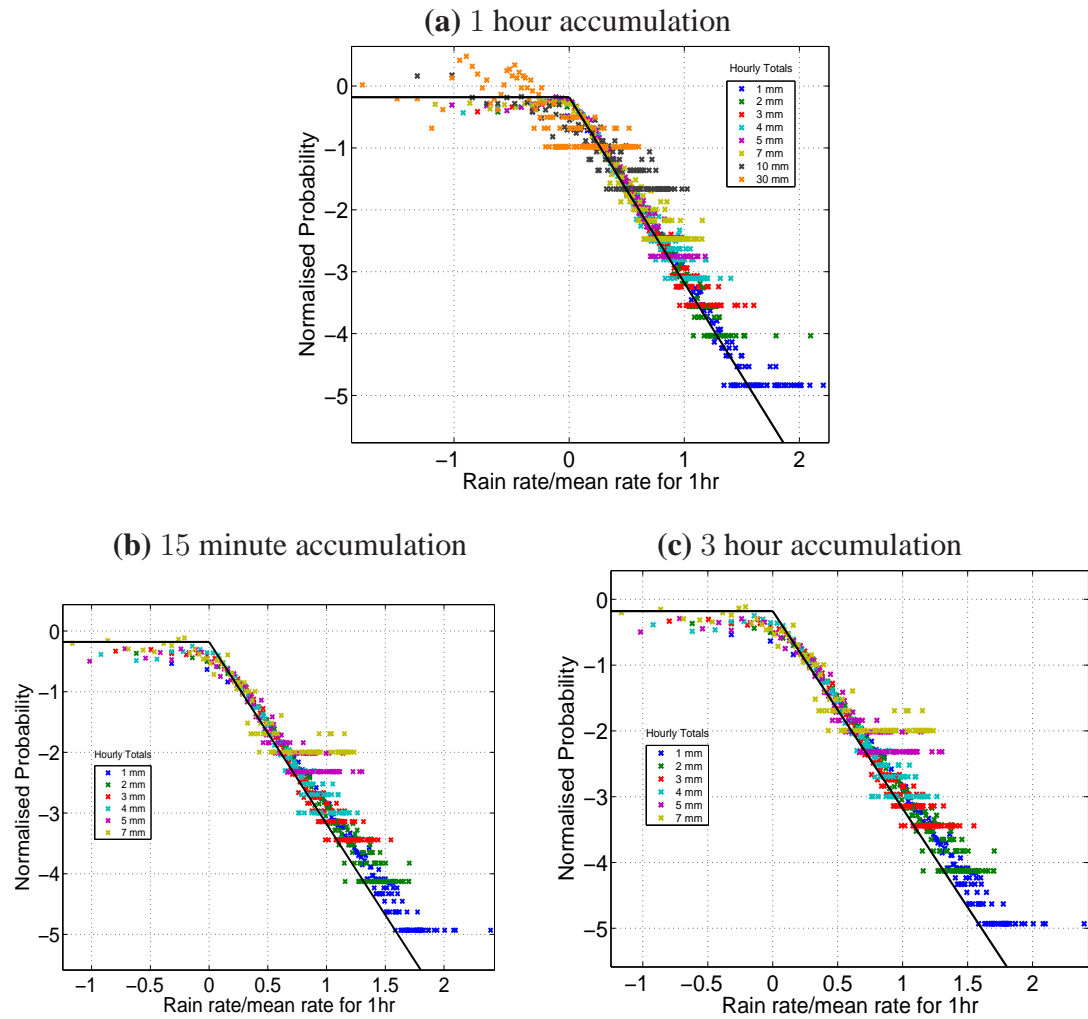 (a) 1 hour accumulation
Hourly Totals
1 mm
2 mm
3 mm
4 mm
5 mm
7 mm
10 mm
30 mm
0
−1
−2
−3
−4
−5
Normalised Probability
−1 0 1 2
Rain rate/mean rate for 1hr
(b) 15 minute accumulation
0
−1
−2
−3
−4
−5
Normalised Probability
Hourly Totals
1 mm
2 mm
3 mm
4 mm
5 mm
7 mm
−1 −0.5 0 0.5 1 1.5 2
Rain rate/mean rate for 1hr
(c) 3 hour accumulation
0
−1
−2
−3
−4
−5
Normalised Probability
Hourly Totals
1 mm
2 mm
3 mm
4 mm
5 mm
7 mm
−1 −0.5 0 0.5 1 1.5 2
Rain rate/mean rate for 1hr